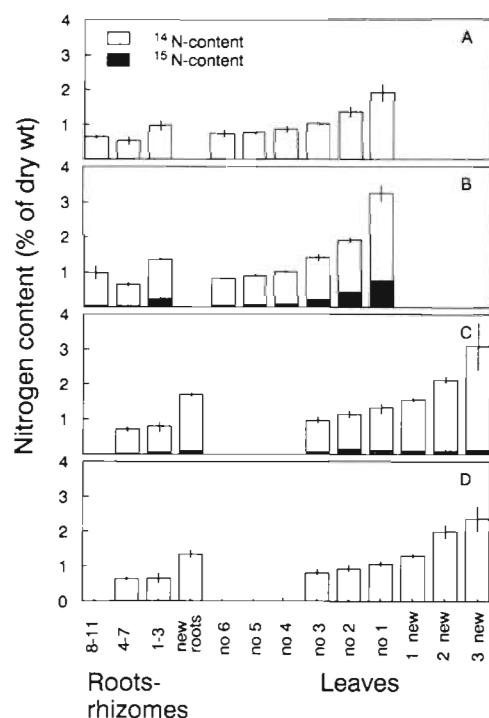 4
¹⁴N-content
¹⁵N-content
A
3
2
1
4
B
3
2
1
4
C
3
2
1
4
D
3
2
1
0
Nitrogen content (% of dry wt)
8-11
4-7
1-3
new roots
no 6
no 5
no 4
no 3
no 2
no 1
1 new
2 new
3 new
Roots-
rhizomes
Leaves